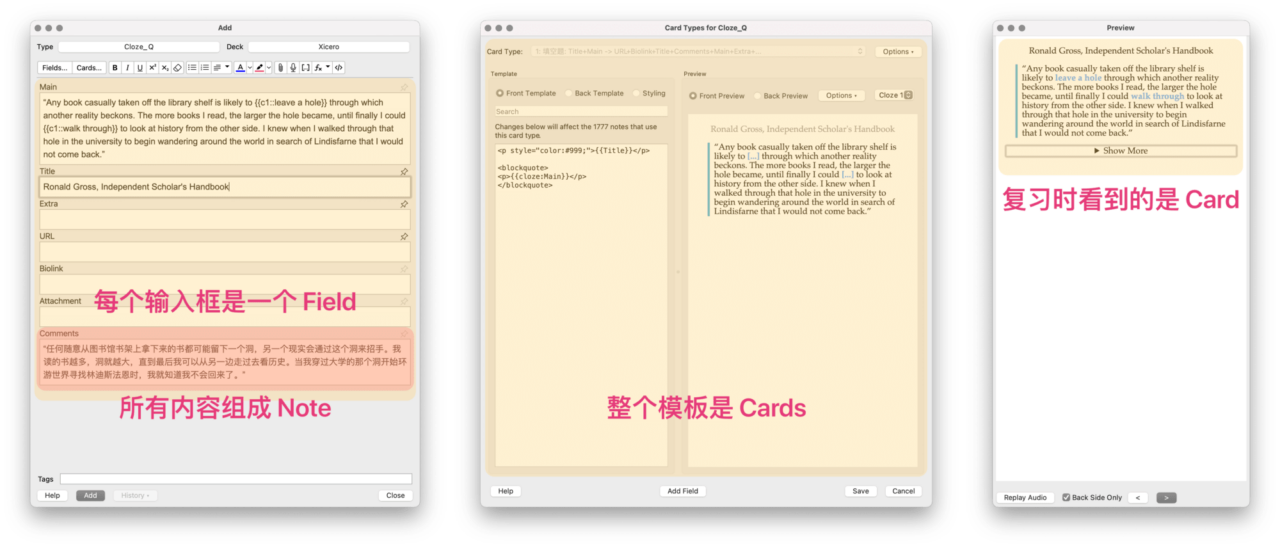 Add
Type Cloze_Q Deck Xicero
Fields... Cards... B I U X² X₂ A
Main
"Any book casually taken off the library shelf is likely to {{c1::leave a hole}} through which
another reality beckons. The more books I read, the larger the hole became, until finally I could
{{c1::walk through}} to look at history from the other side. I knew when I walked through that
hole in the university to begin wandering around the world in search of Lindisfarne that I would
not come back."
Title
Ronald Gross, Independent Scholar's Handbook
Extra
URL
Biolink
每个输入框是一个 Field
Attachment
Comments
"任何随意从图书馆书架上拿下来的书都可能留下一个洞，另一个现实会通过这个洞来招手。我
读的书越多，洞就越大，直到最后我可以从另一边走过去看历史。当我穿过大学的那个洞开始环
游世界寻找林迪斯法恩时，我就知道我不会回来了。"
所有内容组成 Note
Tags
Help Add History Close
Card Types for Cloze_Q
Card Type: 1: 填空题: Title+Main -> URL+Biolink+Title+Comments+Main+Extra+... Options
Template
Front Template Back Template Styling
Search
Changes below will affect the 1777 notes that use
this card type.
<p style="color:#999;">{{Title}}</p>
<blockquote>
<p>{{cloze:Main}}</p>
</blockquote>
Preview
Front Preview Back Preview Options Cloze 1
Ronald Gross, Independent Scholar's Handbook
"Any book casually taken off the library shelf is
likely to [...] through which another reality
beckons. The more books I read, the larger the
hole became, until finally I could [...] to look at
history from the other side. I knew when I
walked through that hole in the university to
begin wandering around the world in search of
Lindisfarne that I would not come back."
整个模板是 Cards
Help Add Field Save Cancel
Preview
Ronald Gross, Independent Scholar's Handbook
"Any book casually taken off the library shelf is
likely to leave a hole through which another reality
beckons. The more books I read, the larger the hole
became, until finally I could walk through to look at
history from the other side. I knew when I walked
through that hole in the university to begin
wandering around the world in search of Lindisfarne
that I would not come back."
▶ Show More
复习时看到的是 Card
Replay Audio Back Side Only < >